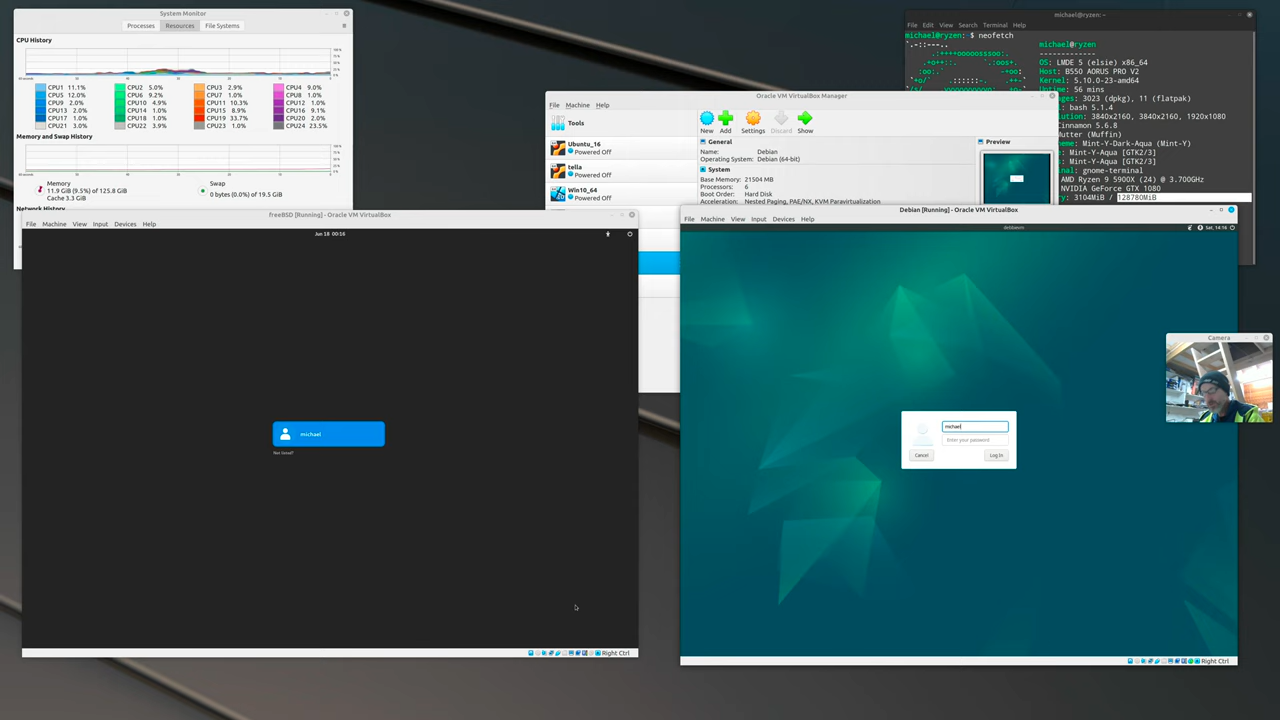 System Monitor
Processes Resources File Systems
CPU History
CPU1 11.1% CPU2 5.0% CPU3 2.9% CPU4 9.0%
CPU5 12.0% CPU6 9.2% CPU7 1.0% CPU8 1.0%
CPU9 2.0% CPU10 4.9% CPU11 10.3% CPU12 1.0%
CPU13 2.0% CPU14 1.0% CPU15 8.9% CPU16 9.1%
CPU17 1.0% CPU18 1.0% CPU19 33.7% CPU20 2.0%
CPU21 3.0% CPU22 3.9% CPU23 1.0% CPU24 23.5%
Memory and Swap History
Memory
11.9 GiB (9.5%) of 125.8 GiB
Cache 3.3 GiB
Swap
0 bytes (0.0%) of 19.5 GiB
Network History
michael@ryzen: ~
File Edit View Search Terminal Help
michael@ryzen: $ neofetch
michael@ryzen
OS: LMDE 5 (elsie) x86_64
Host: B550 AORUS PRO V2
Kernel: 5.10.0-23-amd64
Uptime: 56 mins
ages: 3023 (dpkg), 11 (flatpak)
: bash 5.1.4
lution: 3840x2160, 3840x2160, 1920x1080
innamon 5.6.8
utter (Muffin)
eme: Mint-Y-Dark-Aqua (Mint-Y)
Mint-Y-Aqua [GTK2/3]
: Mint-Y-Aqua [GTK2/3]
al: gnome-terminal
AMD Ryzen 9 5900X (24) @ 3.700GHz
NVIDIA GeForce GTX 1080
y: 3104MiB / 128780MiB
Oracle VM VirtualBox Manager
File Machine Help
Tools
New Add Settings Discard Show
Ubuntu_16
Powered Off
tella
Powered Off
Win10_64
Powered Off
General
Name: Debian
Operating System: Debian (64-bit)
System
Base Memory: 21504 MB
Processors: 6
Boot Order: Hard Disk
Acceleration: Nested Paging, PAE/NX, KVM Paravirtualization
Preview
freeBSD [Running] - Oracle VM VirtualBox
File Machine View Input Devices Help
Jun 18 00:16
michael
Not listed?
Right Ctrl
Debian [Running] - Oracle VM VirtualBox
File Machine View Input Devices Help
Sat, 14:16
michael
Enter your password
Cancel Log In
Right Ctrl
Camera